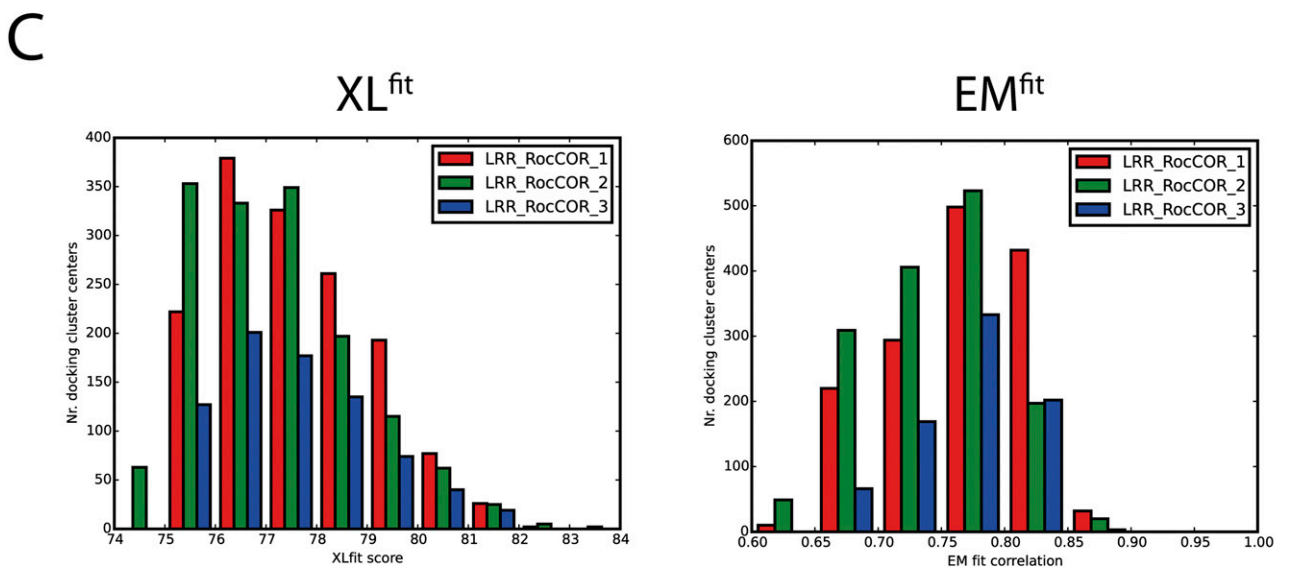 C
XL^fit
400
350
300
250
200
150
100
50
0
Nr. docking cluster centers
LRR_RocCOR_1
LRR_RocCOR_2
LRR_RocCOR_3
74 75 76 77 78 79 80 81 82 83 84
XLfit score
EM^fit
600
500
400
300
200
100
0
Nr. docking cluster centers
LRR_RocCOR_1
LRR_RocCOR_2
LRR_RocCOR_3
0.60 0.65 0.70 0.75 0.80 0.85 0.90 0.95 1.00
EM fit correlation